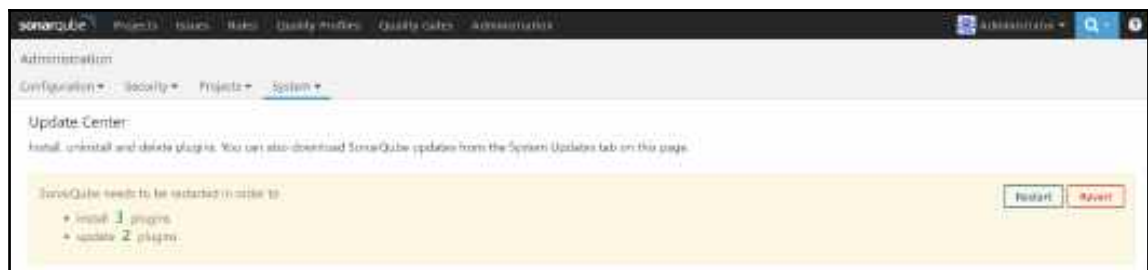 sonarqube Projects Issues Rules Quality Profiles Quality Gates Administration Administrator
Administration
Configuration Security Projects System
Update Center
Install, uninstall and delete plugins. You can also download SonarQube updates from the System Updates tab on this page.
SonarQube needs to be restarted in order to
Restart Revert
install 3 plugins
update 2 plugins